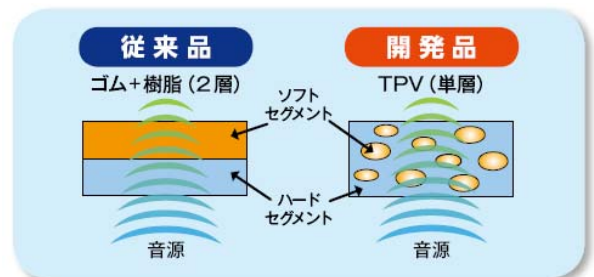 従来品
ゴム+樹脂(2層)
開発品
TPV(単層)
ソフト
セグメント
ハード
セグメント
音源
音源